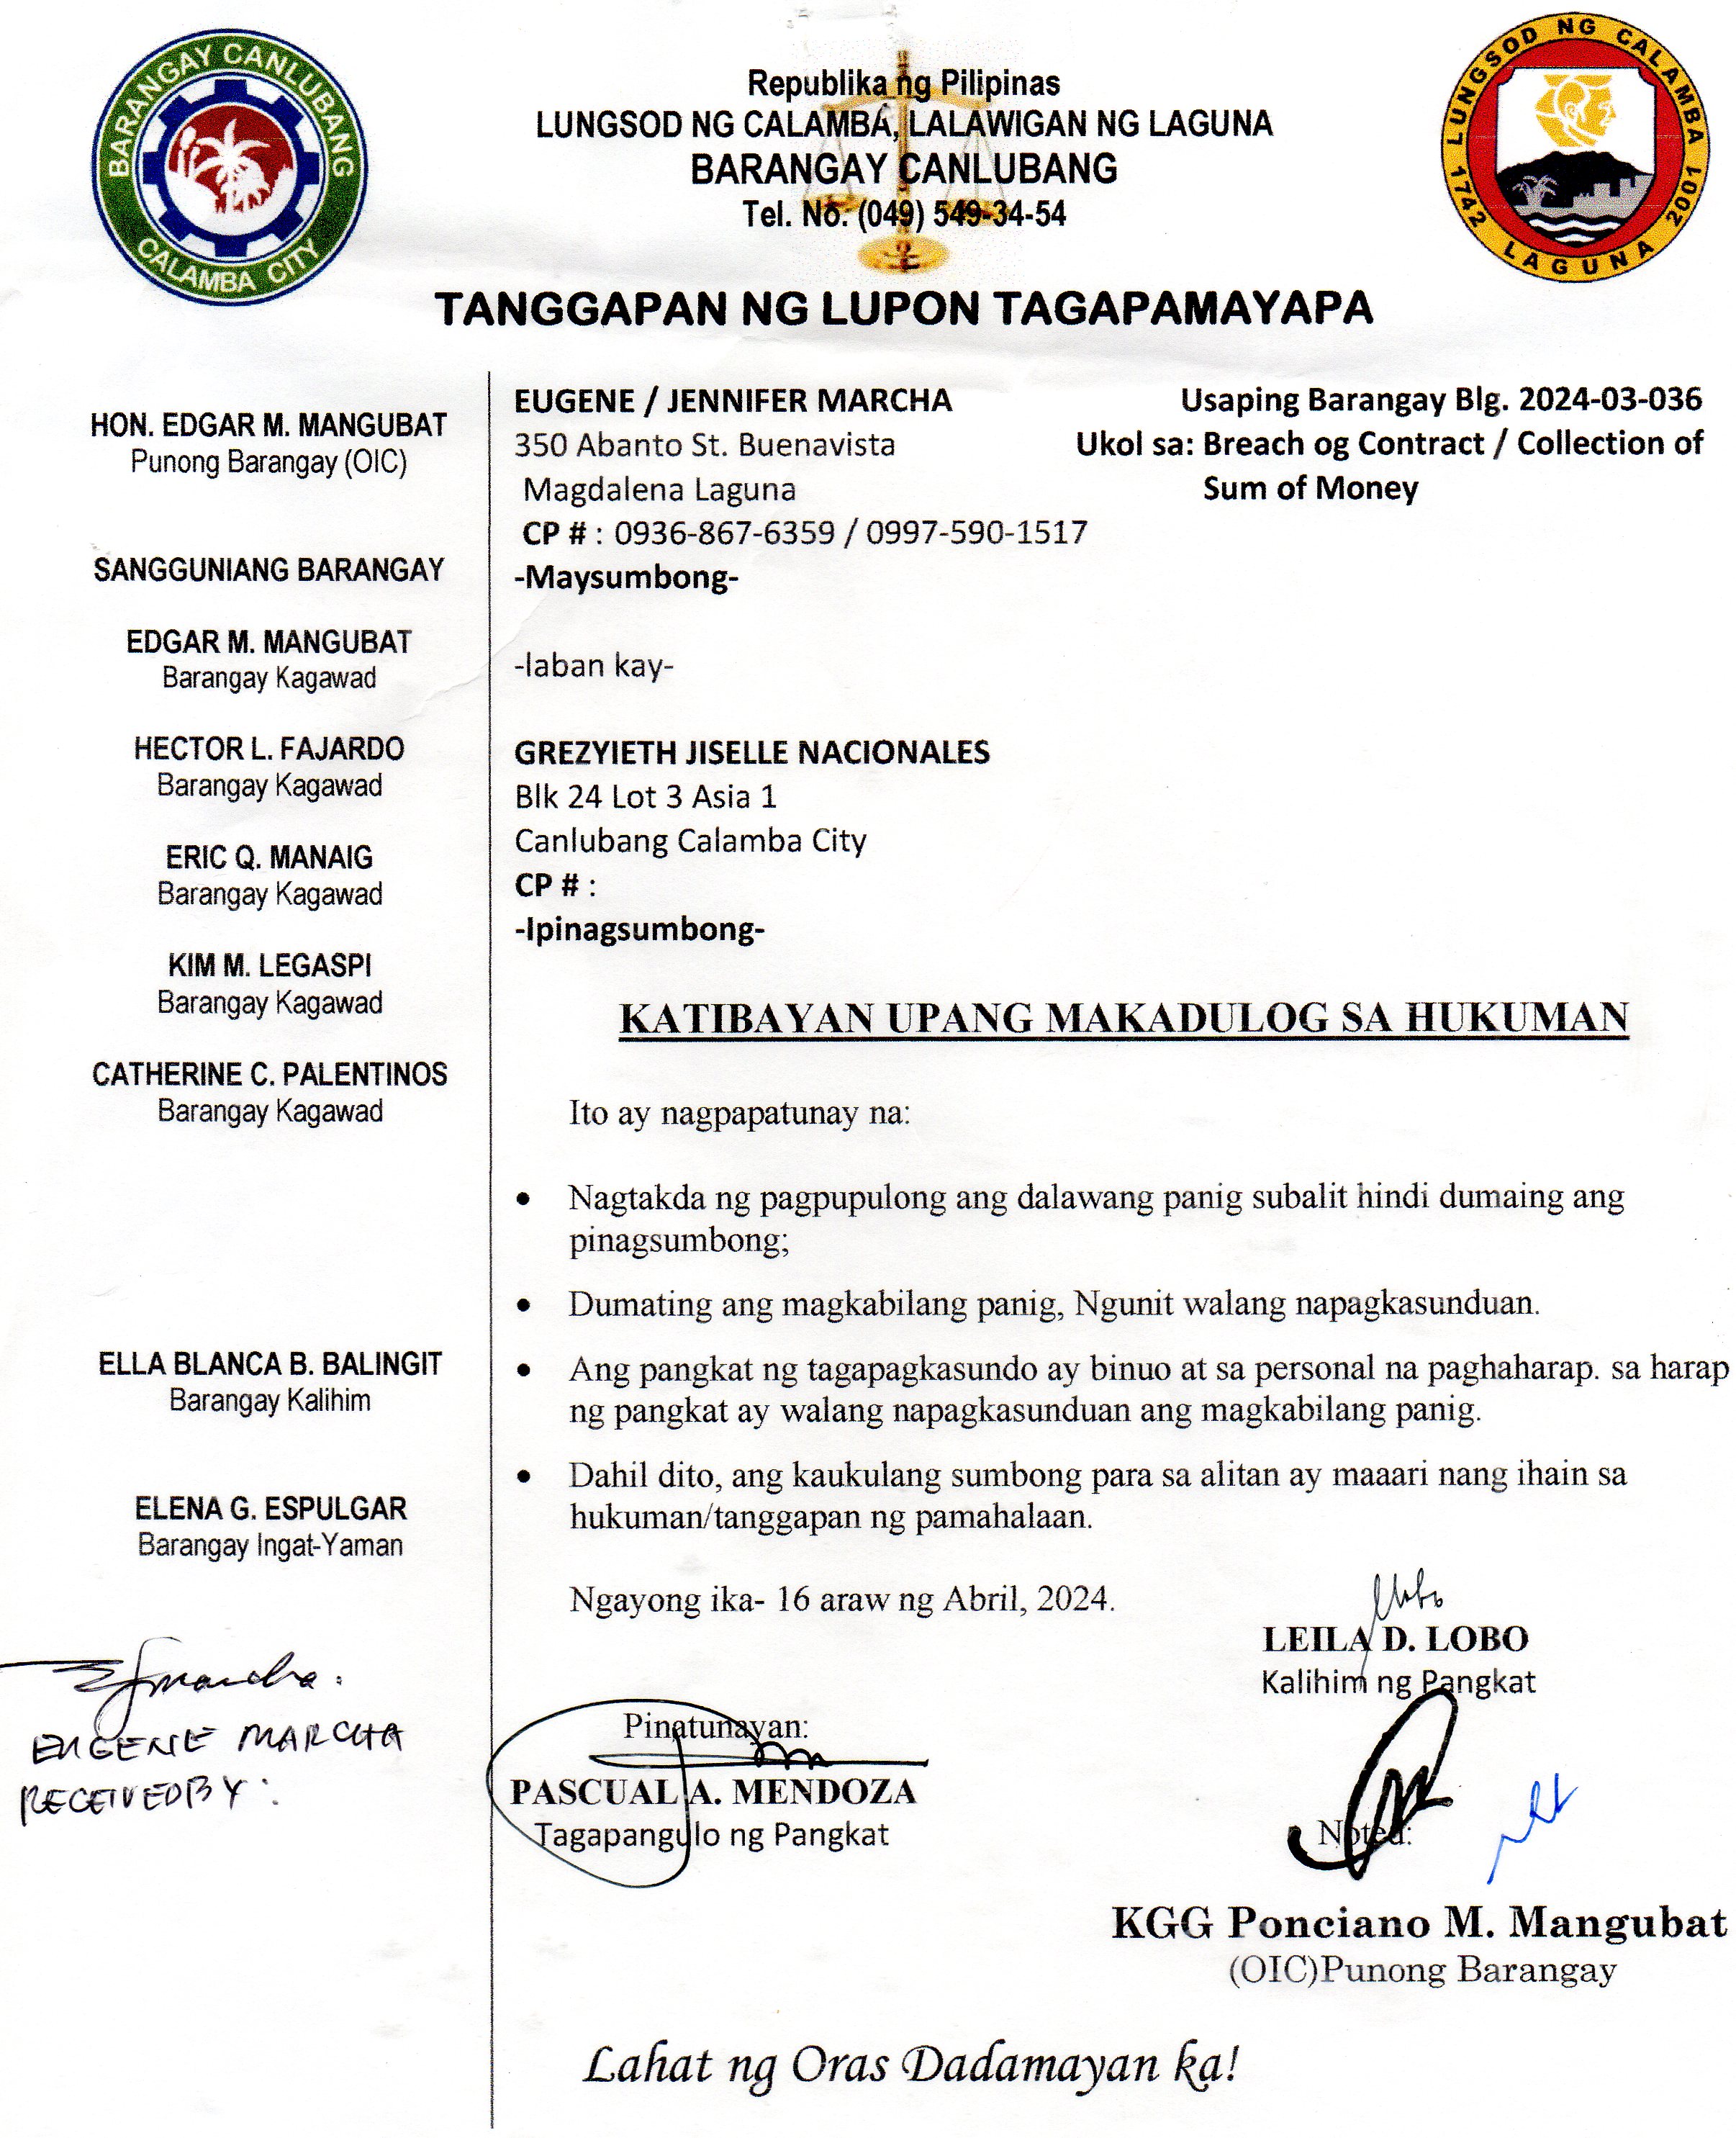 BARANGAY CANLUBANG
CALAMBA CITY
Republika ng Pilipinas
LUNGSOD NG CALAMBA, LALAWIGAN NG LAGUNA
BARANGAY CANLUBANG
Tel. No. (049) 549-34-54
LUNGSOD NG CALAMBA
1742 LAGUNA 2001
TANGGAPAN NG LUPON TAGAPAMAYAPA
HON. EDGAR M. MANGUBAT
Punong Barangay (OIC)
SANGGUNIANG BARANGAY
EDGAR M. MANGUBAT
Barangay Kagawad
HECTOR L. FAJARDO
Barangay Kagawad
ERIC Q. MANAIG
Barangay Kagawad
KIM M. LEGASPI
Barangay Kagawad
CATHERINE C. PALENTINOS
Barangay Kagawad
ELLA BLANCA B. BALINGIT
Barangay Kalihim
ELENA G. ESPULGAR
Barangay Ingat-Yaman
EUGENE MARCHA
RECEIVED BY:
EUGENE / JENNIFER MARCHA
350 Abanto St. Buenavista
Magdalena Laguna
CP # : 0936-867-6359 / 0997-590-1517
-Maysumbong-
Usaping Barangay Blg. 2024-03-036
Ukol sa: Breach og Contract / Collection of
Sum of Money
-laban kay-
GREZYIETH JISELLE NACIONALES
Blk 24 Lot 3 Asia 1
Canlubang Calamba City
CP # :
-Ipinagsumbong-
KATIBAYAN UPANG MAKADULOG SA HUKUMAN
Ito ay nagpapatunay na:
• Nagtakda ng pagpupulong ang dalawang panig subalit hindi dumaing ang
pinagsumbong;
• Dumating ang magkabilang panig, Ngunit walang napagkasunduan.
• Ang pangkat ng tagapagkasundo ay binuo at sa personal na paghaharap. sa harap
ng pangkat ay walang napagkasunduan ang magkabilang panig.
• Dahil dito, ang kaukulang sumbong para sa alitan ay maaari nang ihain sa
hukuman/tanggapan ng pamahalaan.
Ngayong ika- 16 araw ng Abril, 2024.
LEILA D. LOBO
Kalihim ng Pangkat
Pinatunayan:
PASCUAL A. MENDOZA
Tagapangulo ng Pangkat
Noted:
KGG Ponciano M. Mangubat
(OIC)Punong Barangay
Lahat ng Oras Dadamayan ka!